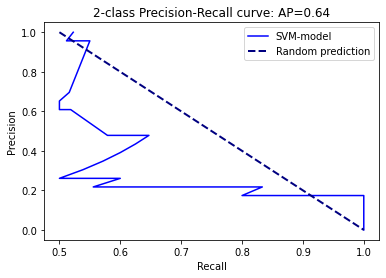 2-class Precision-Recall curve: AP=0.64
SVM-model
Random prediction
Precision
1.0
0.8
0.6
0.4
0.2
0.0
0.5 0.6 0.7 0.8 0.9 1.0
Recall